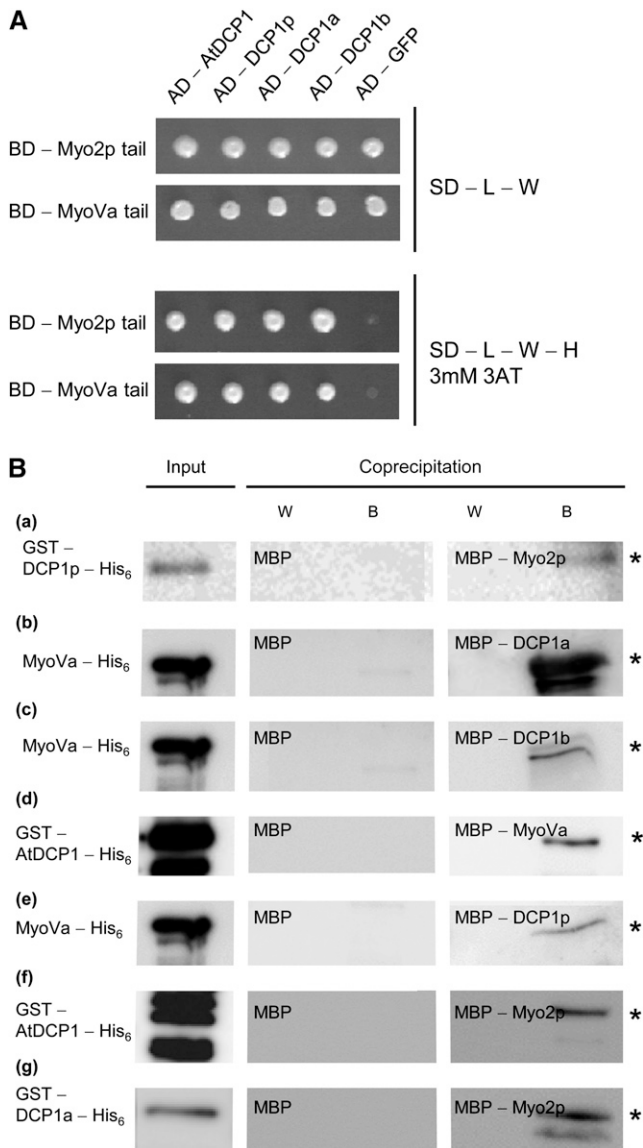 A
AD – AtDCP1
AD – DCP1p
AD – DCP1a
AD – DCP1b
AD – GFP
BD – Myo2p tail
BD – MyoVa tail
SD – L – W
BD – Myo2p tail
BD – MyoVa tail
SD – L – W – H
3mM 3AT
B
Input
Coprecipitation
W B W B
(a)
GST –
DCP1p – His₆
MBP
MBP – Myo2p
*
(b)
MyoVa – His₆
MBP
MBP – DCP1a
*
(c)
MyoVa – His₆
MBP
MBP – DCP1b
*
(d)
GST –
AtDCP1 – His₆
MBP
MBP – MyoVa
*
(e)
MyoVa – His₆
MBP
MBP – DCP1p
*
(f)
GST –
AtDCP1 – His₆
MBP
MBP – Myo2p
*
(g)
GST –
DCP1a – His₆
MBP
MBP – Myo2p
*